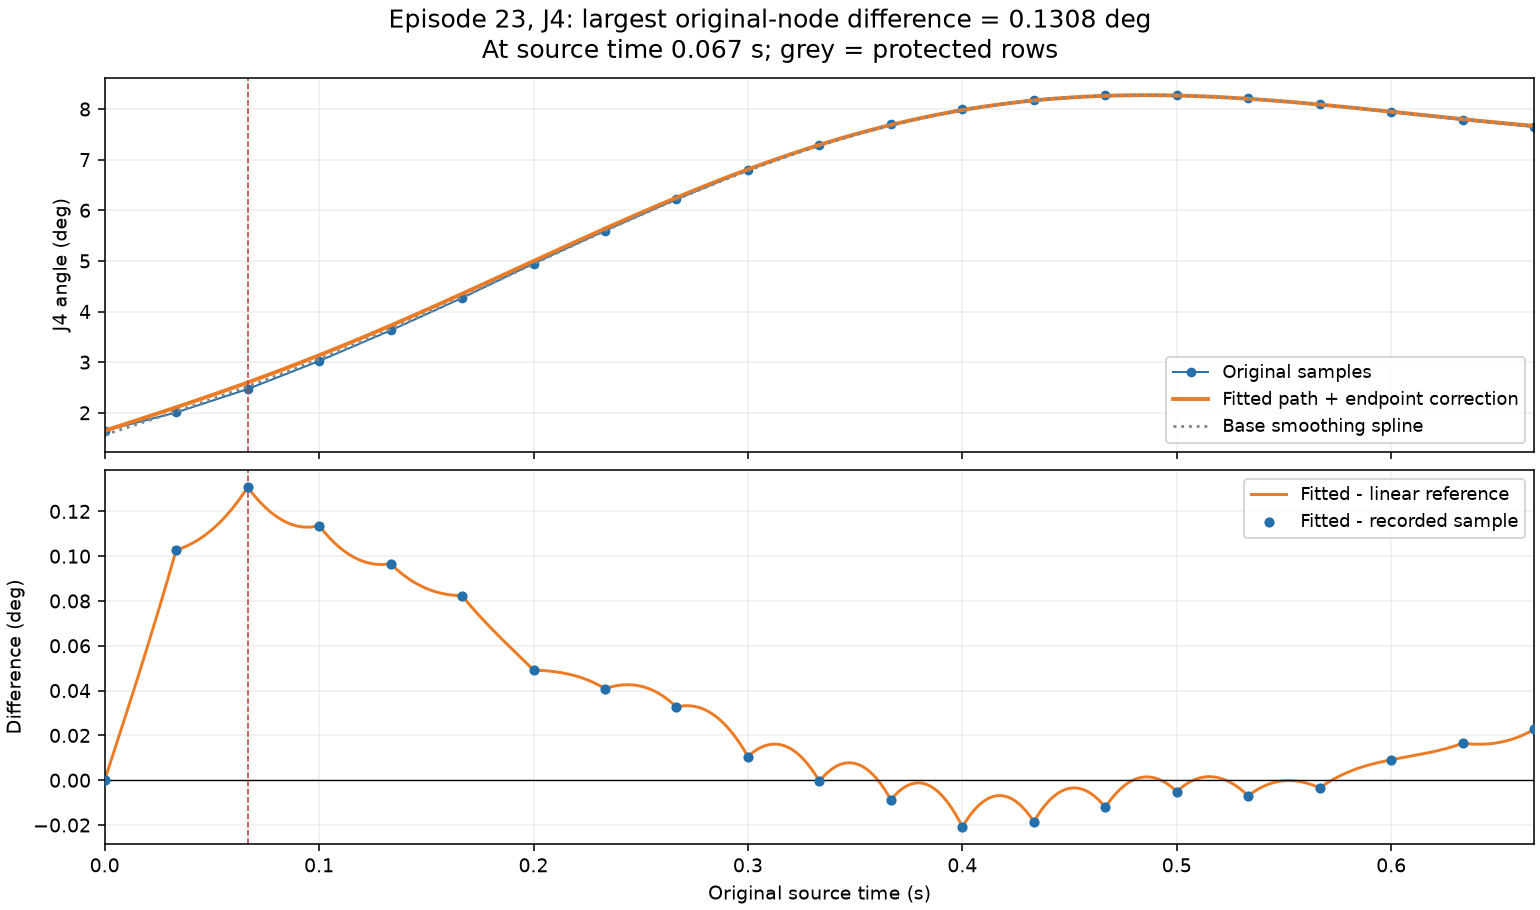 Episode 23, J4: largest original-node difference = 0.1308 deg
At source time 0.067 s; grey = protected rows
J4 angle (deg)
8
7
6
5
4
3
2
Original samples
Fitted path + endpoint correction
Base smoothing spline
Difference (deg)
0.12
0.10
0.08
0.06
0.04
0.02
0.00
−0.02
Fitted - linear reference
Fitted - recorded sample
0.0 0.1 0.2 0.3 0.4 0.5 0.6
Original source time (s)